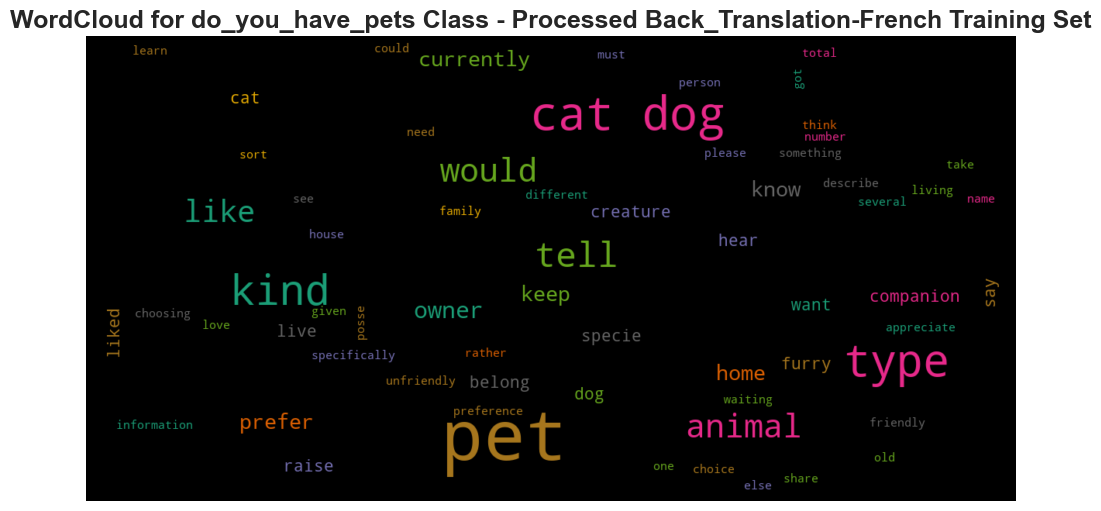 WordCloud for do_you_have_pets Class - Processed Back_Translation-French Training Set
learn
could
currently
must
total
person
got
cat
cat dog
think
number
need
sort
please
something
would
take
know
describe
living
see
different
several
name
like
family
creature
house
hear
tell
kind
keep
say
companion
want
owner
given
choosing
liked
love
live
posse
specie
appreciate
specifically
rather
type
furry
home
unfriendly
belong
dog
waiting
preference
information
prefer
pet
animal
friendly
raise
one
choice
old
share
else